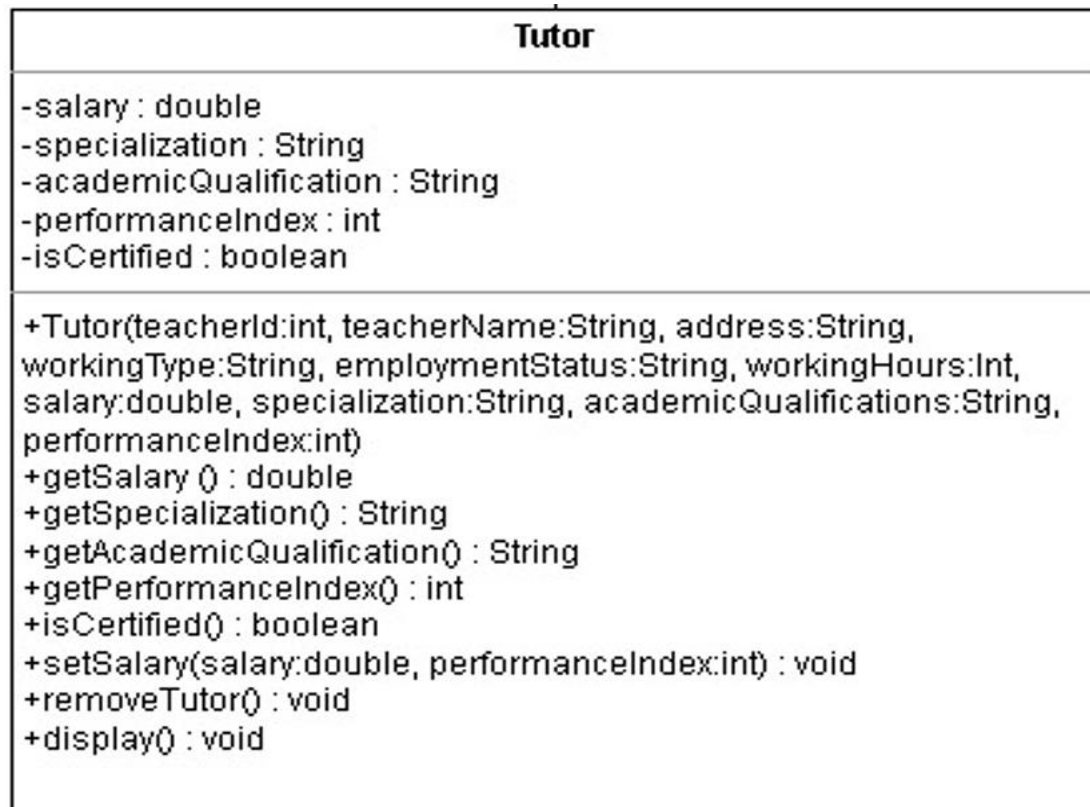 Tutor
-salary : double
-specialization : String
-academicQualification : String
-performanceIndex : int
-isCertified : boolean
+Tutor(teacherId:int, teacherName:String, address:String,
workingType:String, employmentStatus:String, workingHours:Int,
salary:double, specialization:String, academicQualifications:String,
performanceIndex:int)
+getSalary () : double
+getSpecialization() : String
+getAcademicQualification() : String
+getPerformanceIndex() : int
+isCertified() : boolean
+setSalary(salary:double, performanceIndex:int) : void
+removeTutor() : void
+display() : void